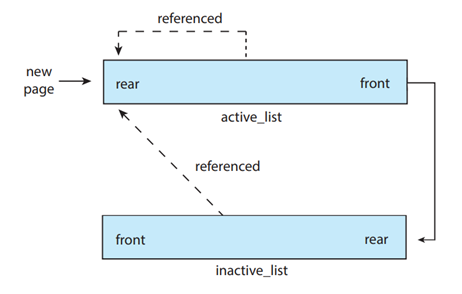 referenced
new
page
rear
front
active_list
referenced
front
rear
inactive_list